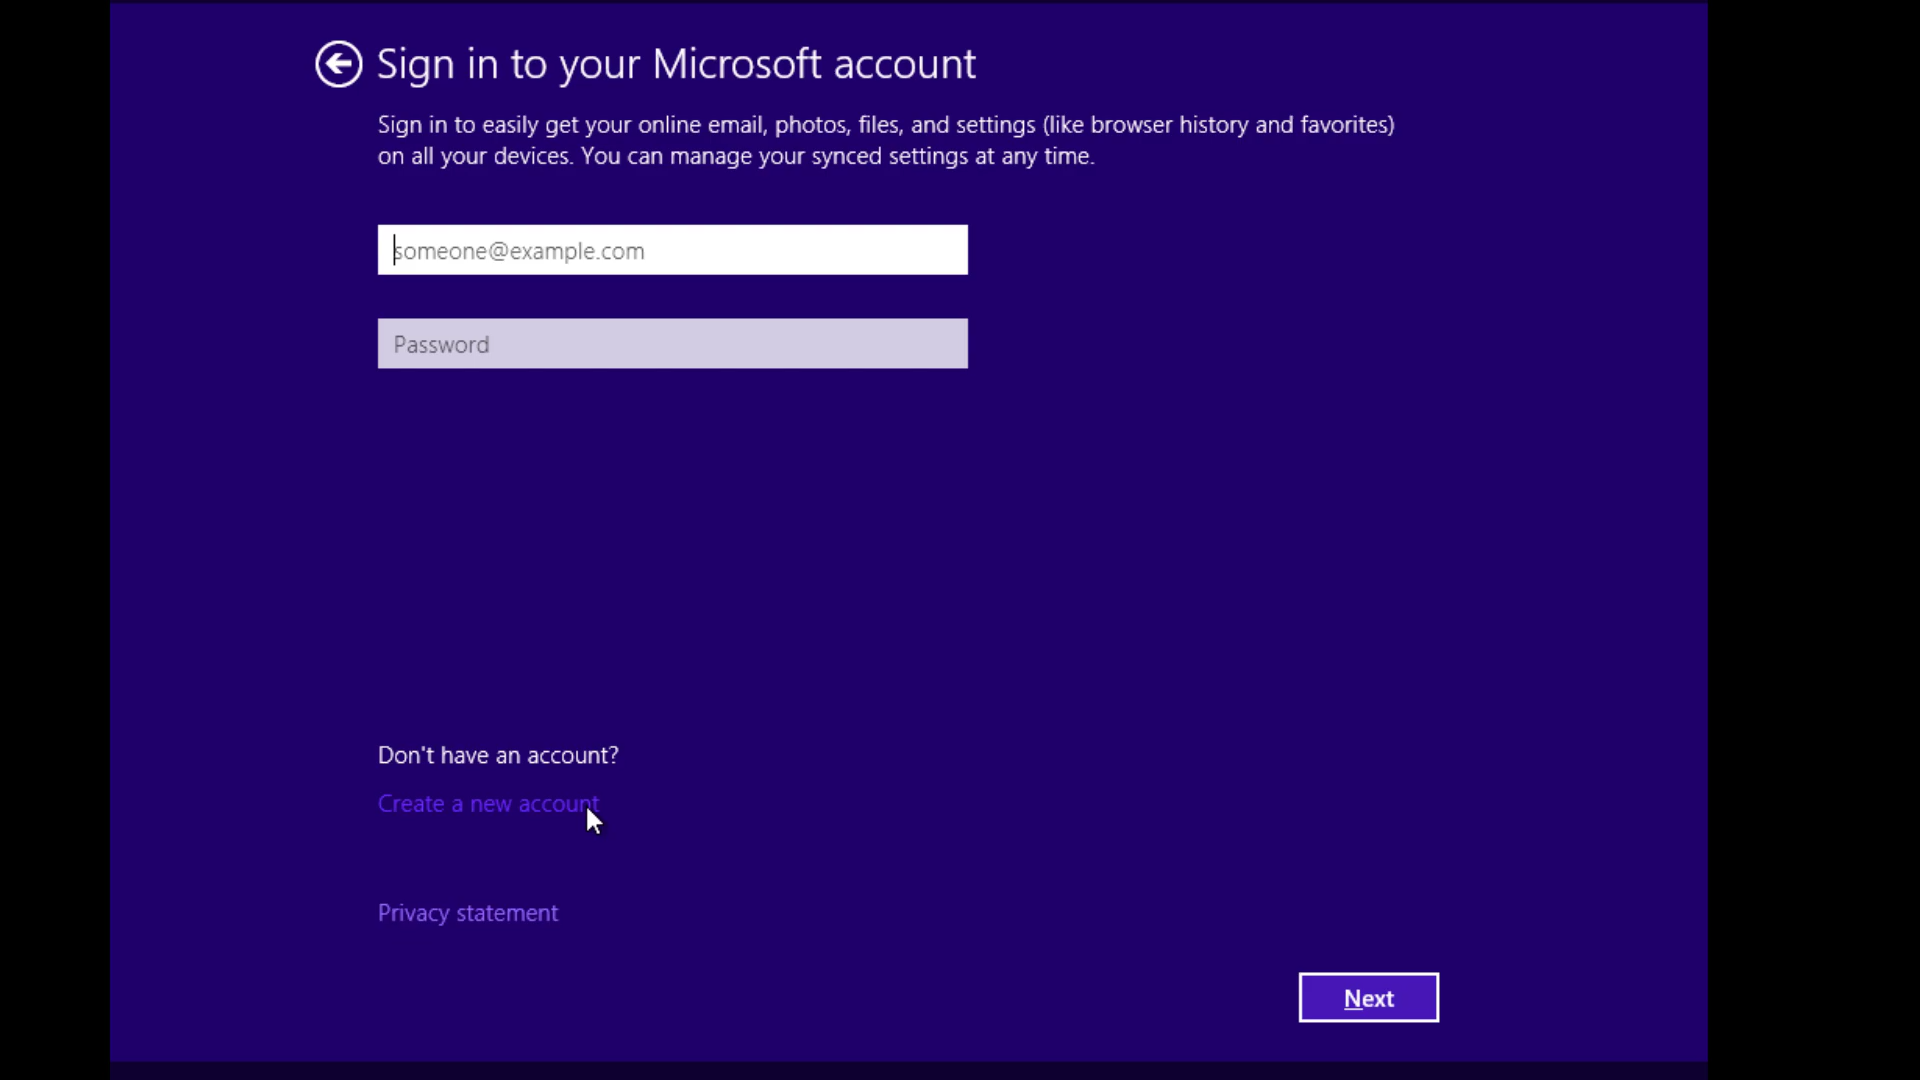 Sign in to your Microsoft account
Sign in to easily get your online email, photos, files, and settings (like browser history and favorites)
on all your devices. You can manage your synced settings at any time.
someone@example.com
Password
Don't have an account?
Create a new account
Privacy statement
Next